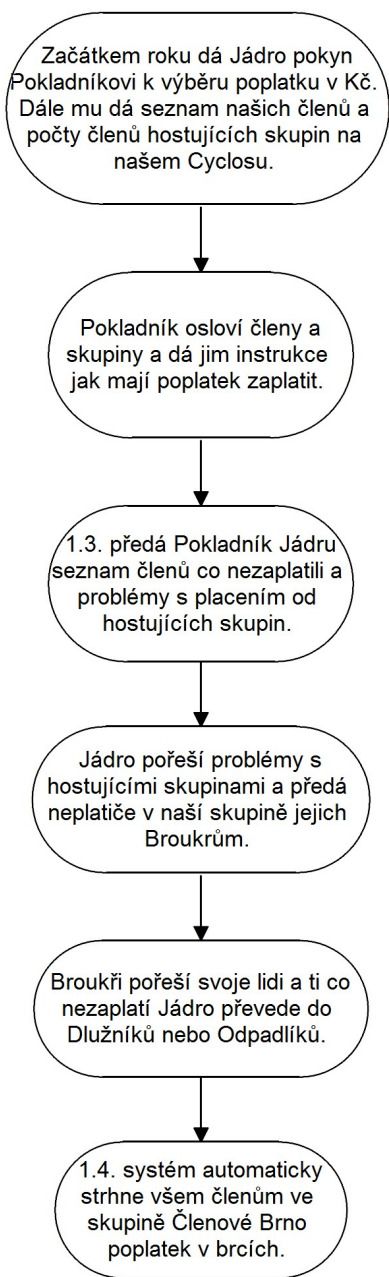 Začátkem roku dá Jádro pokyn
Pokladníkovi k výběru poplatku v Kč.
Dále mu dá seznam našich členů a
počty členů hostujících skupin na
našem Cyclosu.
Pokladník osloví členy a
skupiny a dá jim instrukce
jak mají poplatek zaplatit.
1.3. předá Pokladník Jádru
seznam členů co nezaplatili a
problémy s placením od
hostujících skupin.
Jádro pořeší problémy s
hostujícími skupinami a předá
neplatiče v naší skupině jejich
Broukrům.
Broukři pořeší svoje lidi a ti co
nezaplatí Jádro převede do
Dlužníků nebo Odpadlíků.
1.4. systém automaticky
strhne všem členům ve
skupině Členové Brno
poplatek v brcích.